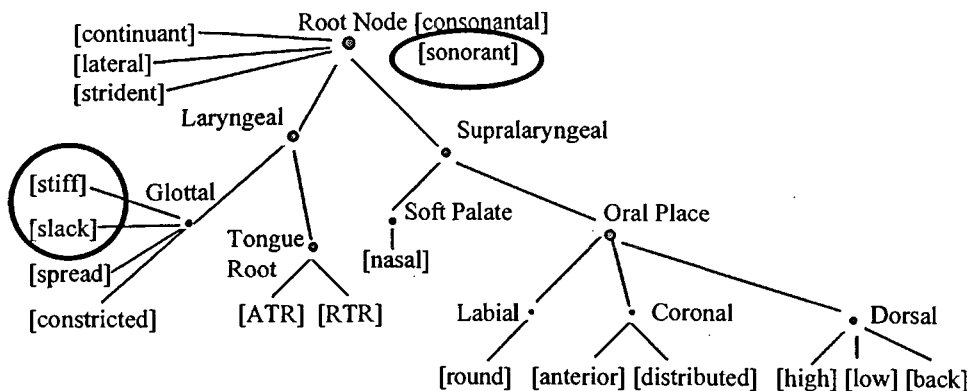 Root Node [consonantal]
[continuant]
[sonorant]
[lateral]
[strident]
Laryngeal
Supralaryngeal
[stiff]
Glottal
Soft Palate
Oral Place
[slack]
Tongue
Root
[nasal]
[spread]
[constricted]
[ATR] [RTR]
Labial
Coronal
Dorsal
[round]
[anterior] [distributed]
[high] [low] [back]